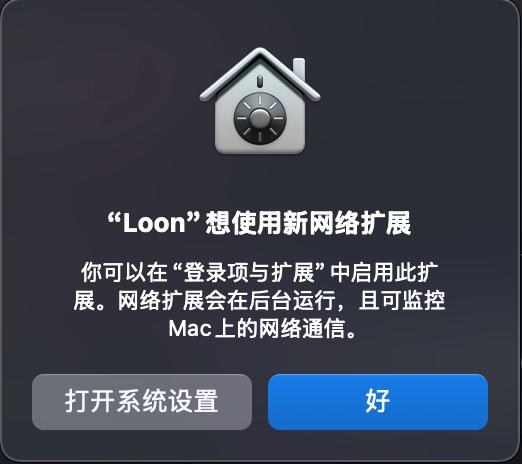 “Loon”想使用新网络扩展
你可以在“登录项与扩展”中启用此扩
展。网络扩展会在后台运行，且可监控
Mac上的网络通信。
打开系统设置
好